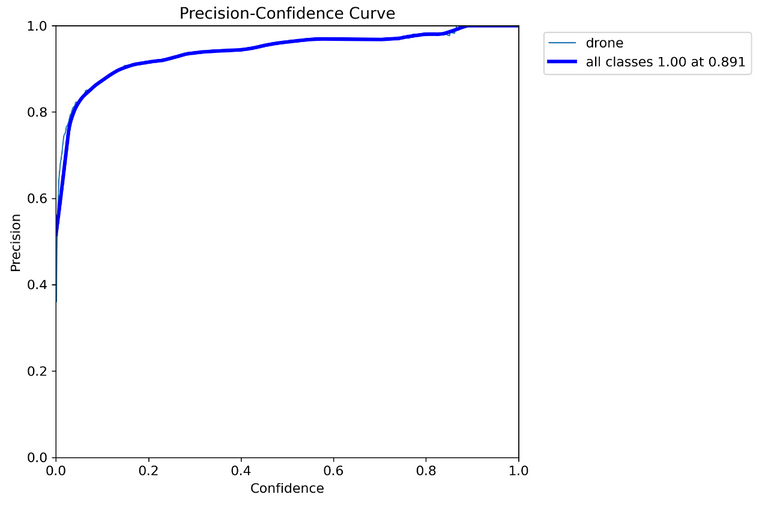 Precision-Confidence Curve
drone
all classes 1.00 at 0.891
1.0
0.8
0.6
0.4
0.2
0.0
Precision
0.0 0.2 0.4 0.6 0.8 1.0
Confidence